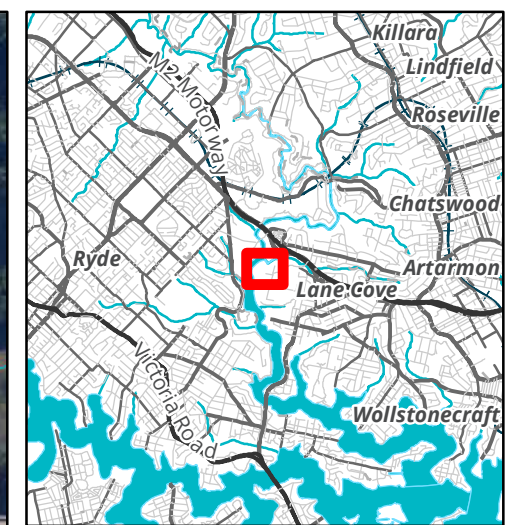 Killara
M2 Motorway
Lindfield
Roseville
Chatswood
Ryde
Artarmon
Lane Cove
Victoria Road
Wollstonecraft